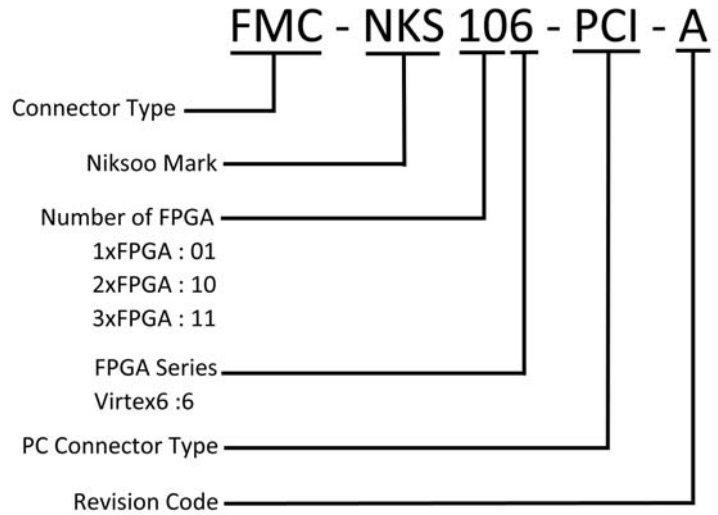 FMC - NKS 106 - PCI - A
Connector Type
Niksoo Mark
Number of FPGA
1xFPGA : 01
2xFPGA : 10
3xFPGA : 11
FPGA Series
Virtex6 :6
PC Connector Type
Revision Code